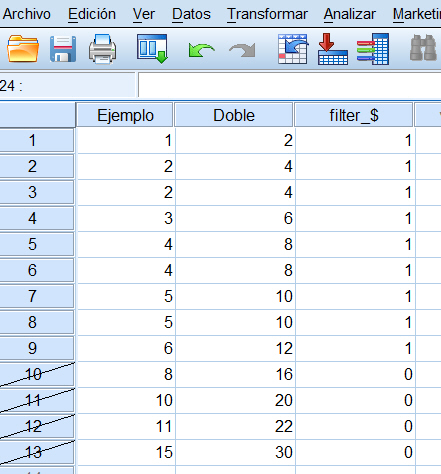 Archivo Edición Ver Datos Transformar Analizar Marketi
24 :
Ejemplo Doble filter_$
1 1 2 1
2 2 4 1
3 2 4 1
4 3 6 1
5 4 8 1
6 4 8 1
7 5 10 1
8 5 10 1
9 6 12 1
10 8 16 0
11 10 20 0
12 11 22 0
13 15 30 0